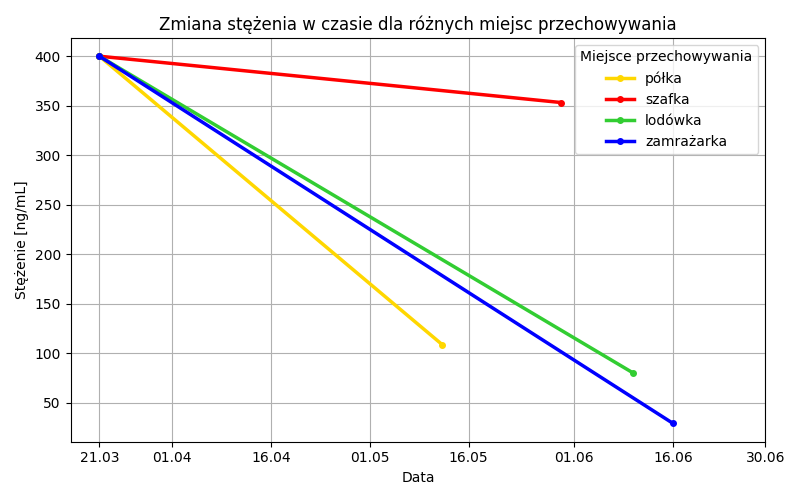 Zmiana stężenia w czasie dla różnych miejsc przechowywania
Stężenie [ng/mL]
400
350
300
250
200
150
100
50
Miejsce przechowywania
półka
szafka
lodówka
zamrażarka
21.03 01.04 16.04 01.05 16.05 01.06 16.06 30.06
Data